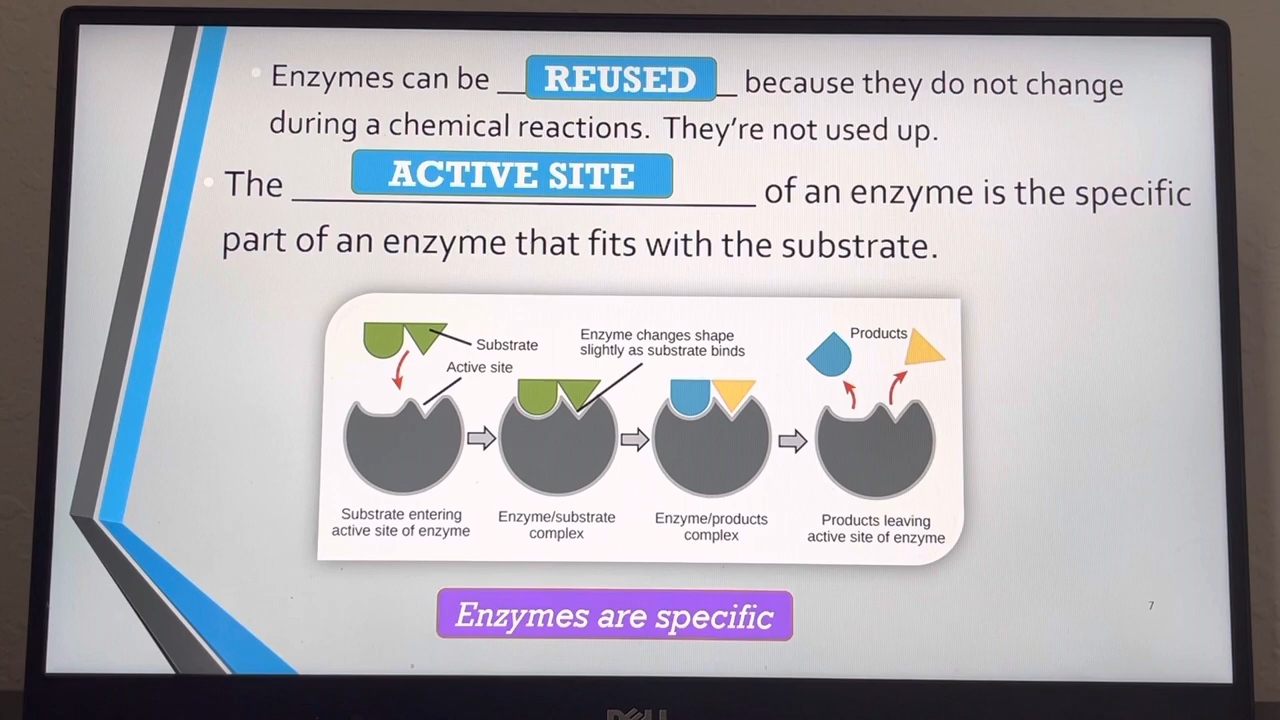 Enzymes can be __ REUSED _ because they do not change
during a chemical reactions. They're not used up.
The ACTIVE SITE of an enzyme is the specific
part of an enzyme that fits with the substrate.
Substrate
Active site
Enzyme changes shape
slightly as substrate binds
Products
Substrate entering
active site of enzyme
Enzyme/substrate
complex
Enzyme/products
complex
Products leaving
active site of enzyme
Enzymes are specific
7
DELL